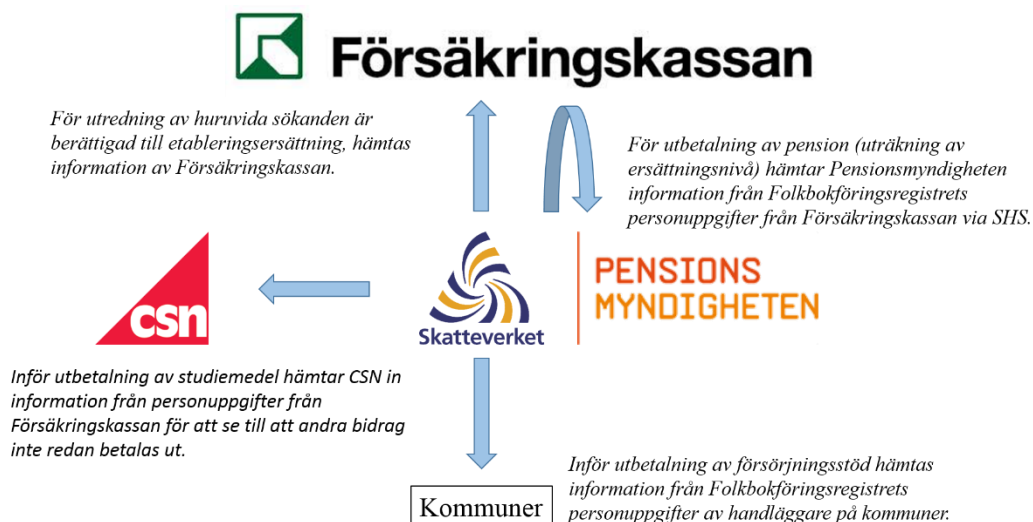 Försäkringskassan
För utredning av huruvida sökanden är
berättigad till etableringsersättning, hämtas
information av Försäkringskassan.
För utbetalning av pension (uträkning av
ersättningsnivå) hämtar Pensionsmyndigheten
information från Folkbokföringsregistrets
personuppgifter från Försäkringskassan via SHS.
csn
Skatteverket
PENSIONS
MYNDIGHETEN
Inför utbetalning av studiemedel hämtar CSN in
information från personuppgifter från
Försäkringskassan för att se till att andra bidrag
inte redan betalas ut.
Kommuner
Inför utbetalning av försörjningsstöd hämtas
information från Folkbokföringsregistrets
personuppgifter av handläggare på kommuner.